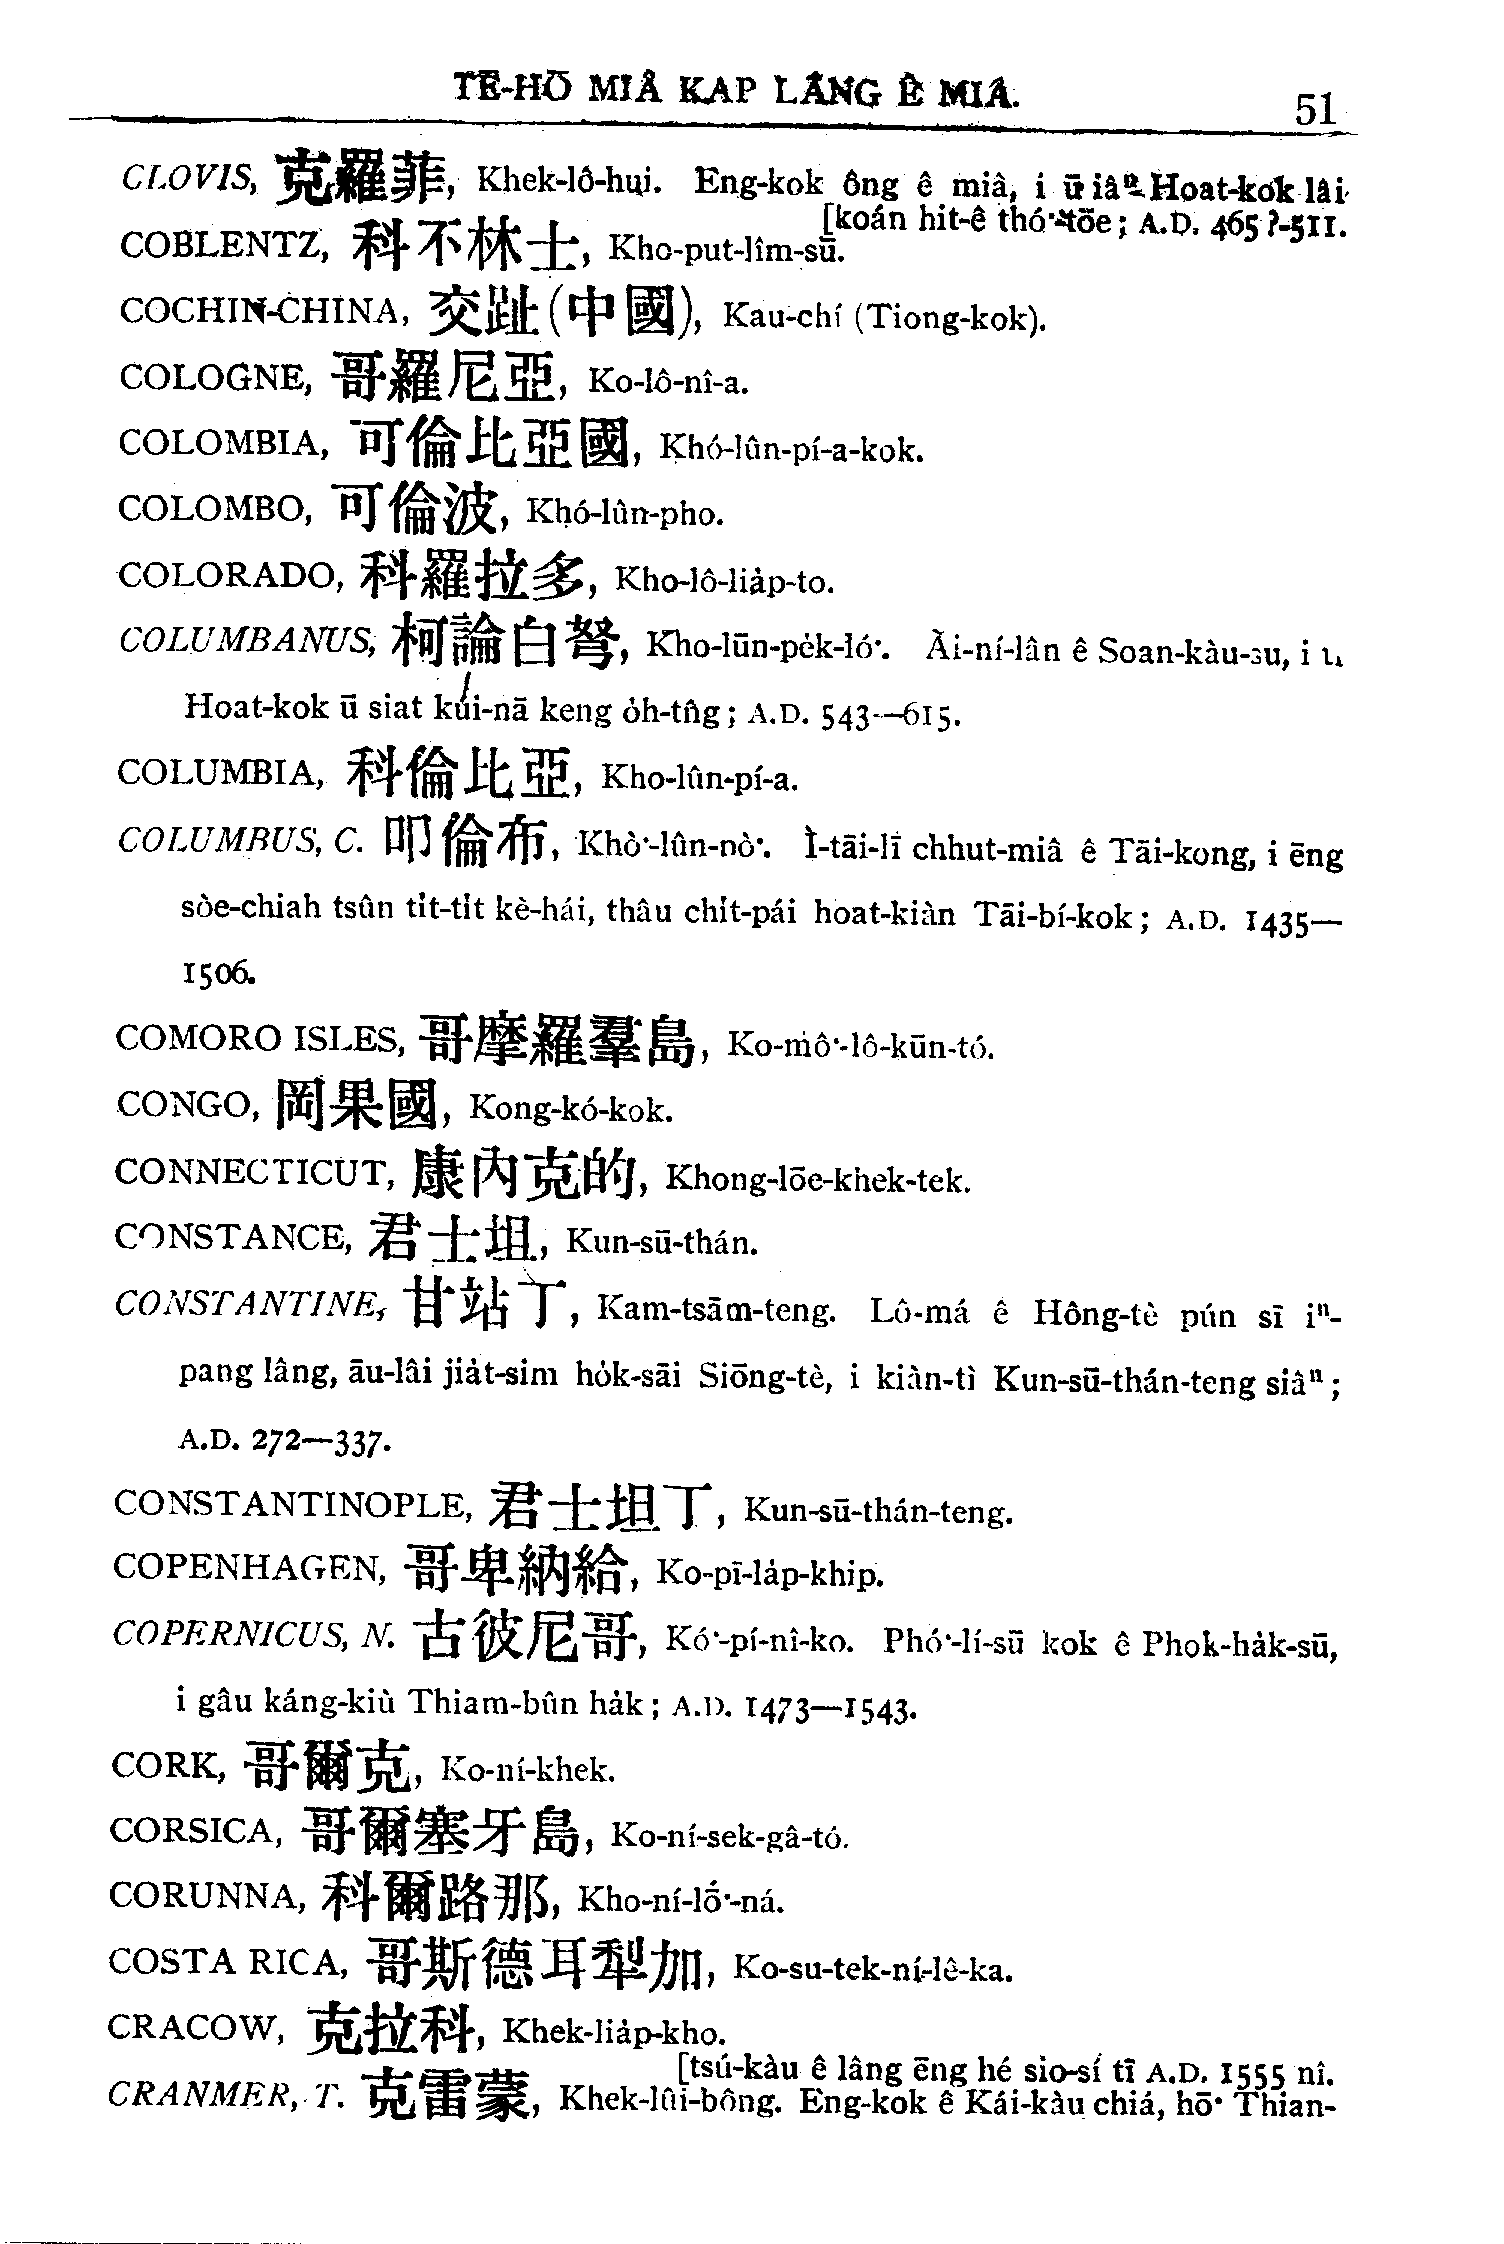 TĒ-HŌ MIÂ KAP LÂNG Ê MIÂ.
51
CLOVIS, 克羅菲, Khek-lô-hui. Eng-kok ông ê miâ, i ū iâⁿ Hoat-kok lâi
[koán hit-ê thó͘-tōe; A.D. 465?-511.
COBLENTZ, 科不林士, Kho-put-lîm-sū.
COCHIN-CHINA, 交趾(中國), Kau-chí (Tiong-kok).
COLOGNE, 哥羅尼亞, Ko-lô-nî-a.
COLOMBIA, 可倫比亞國, Khó-lûn-pí-a-kok.
COLOMBO, 可倫波, Khó-lûn-pho.
COLORADO, 科羅拉多, Kho-lô-lia̍p-to.
COLUMBANUS, 柯論白弩, Kho-lūn-pe̍k-ló͘. Ài-ní-lân ê Soan-kàu-su, i
Hoat-kok ū siat kúi-nā keng o̍h-tn̂g; A.D. 543—615.
COLUMBIA, 科倫比亞, Kho-lûn-pí-a.
COLUMBUS, C. 叩倫布, Khò͘-lûn-nò͘. Ì-tāi-lī chhut-miâ ê Tāi-kong, i ēng
sòe-chiah tsûn ti̍t-ti̍t kè-hái, thâu chi̍t-pái hoat-kiàn Tāi-bí-kok; A.D. 1435—
1506.
COMORO ISLES, 哥摩羅羣島, Ko-mô͘-lô-kūn-tó.
CONGO, 岡果國, Kong-kó-kok.
CONNECTICUT, 康內克的, Khong-lōe-khek-tek.
CONSTANCE, 君士坦, Kun-sū-thán.
CONSTANTINE, 甘站丁, Kam-tsām-teng. Lô-má ê Hông-tè pún sī iⁿ-
pang lâng, āu-lâi jia̍t-sim ho̍k-sāi Siōng-tè, i kiàn-tì Kun-sū-thán-teng siâⁿ;
A.D. 272—337.
CONSTANTINOPLE, 君士坦丁, Kun-sū-thán-teng.
COPENHAGEN, 哥卑納給, Ko-pī-la̍p-khip.
COPERNICUS, N. 古彼尼哥, Kó͘-pí-nî-ko. Phó͘-lí-sū kok ê Phok-ha̍k-sū,
i gâu káng-kiù Thiam-bûn ha̍k; A.D. 1473—1543.
CORK, 哥爾克, Ko-ní-khek.
CORSICA, 哥爾塞牙島, Ko-ní-sek-gâ-tó.
CORUNNA, 科爾路那, Kho-ní-lō͘-ná.
COSTA RICA, 哥斯德耳犁加, Ko-su-tek-ní-lê-ka.
CRACOW, 克拉科, Khek-lia̍p-kho.
[tsú-kàu ê lâng ēng hé sio-sí tī A.D. 1555 nî.
CRANMER, T. 克雷蒙, Khek-lûi-bông. Eng-kok ê Kái-kàu chiá, hō͘ Thian-